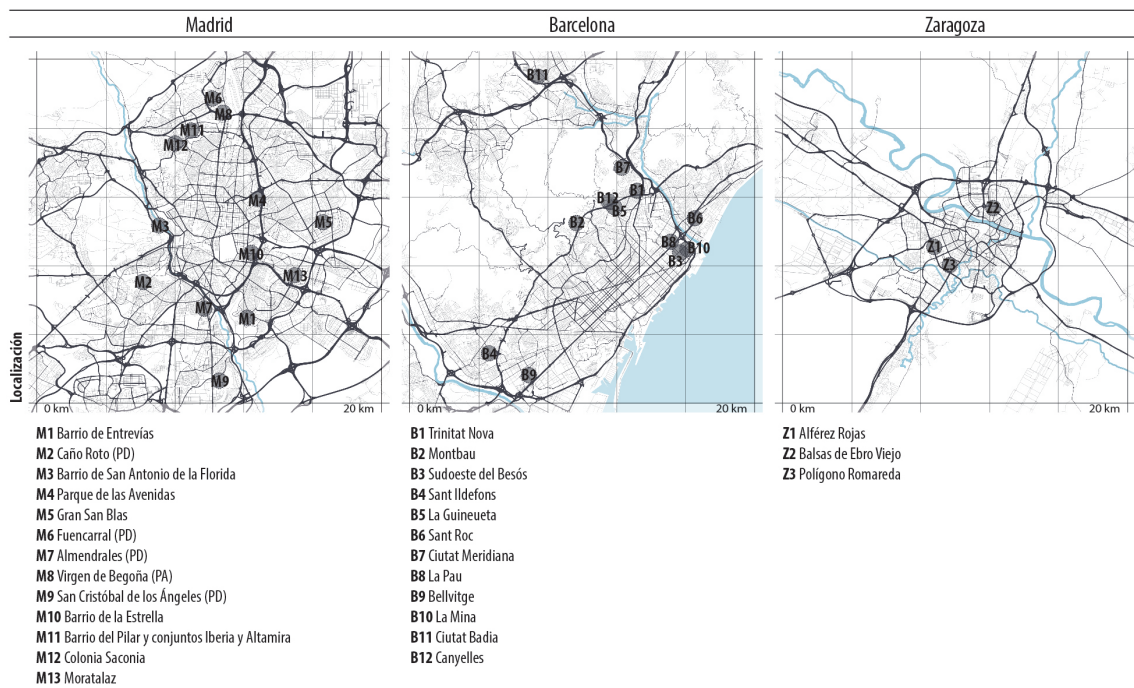 Madrid
Barcelona
Zaragoza
Localización
M6
M8
M11
M12
M4
M3
M5
M10
M2
M13
M7
M1
M9
0 km
20 km
B11
B7
B1
B12
B5
B2
B6
B8
B10
B3
B4
B9
0 km
20 km
Z2
Z1
Z3
0 km
20 km
M1 Barrio de Entrevías
M2 Caño Roto (PD)
M3 Barrio de San Antonio de la Florida
M4 Parque de las Avenidas
M5 Gran San Blas
M6 Fuencarral (PD)
M7 Almendrales (PD)
M8 Virgen de Begoña (PA)
M9 San Cristóbal de los Ángeles (PD)
M10 Barrio de la Estrella
M11 Barrio del Pilar y conjuntos Iberia y Altamira
M12 Colonia Saconia
M13 Moratalaz
B1 Trinitat Nova
B2 Montbau
B3 Sudoeste del Besós
B4 Sant Ildefons
B5 La Guineueta
B6 Sant Roc
B7 Ciutat Meridiana
B8 La Pau
B9 Bellvitge
B10 La Mina
B11 Ciutat Badia
B12 Canyelles
Z1 Alférez Rojas
Z2 Balsas de Ebro Viejo
Z3 Polígono Romareda